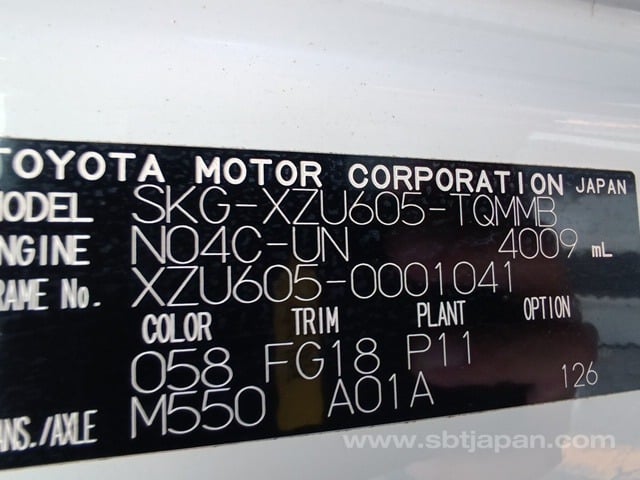 TOYOTA MOTOR CORPORATION JAPAN
MODEL SKG-XZU605-TQMMB
ENGINE N04C-UN 4009 mL
RAME No. XZU605-0001041
COLOR TRIM PLANT OPTION
058 FG18 P11
ANS./AXLE M550 A01A 126
www.sbtjapan.com